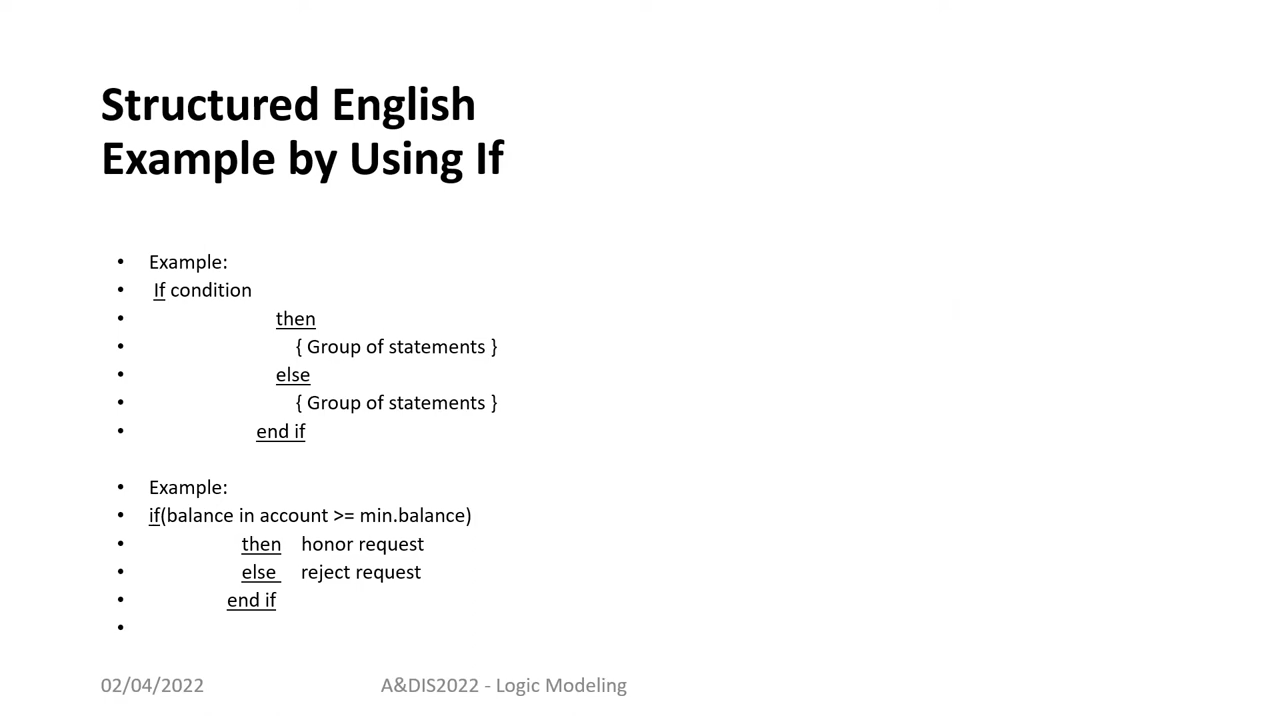 Structured English
Example by Using If
• Example:
• If condition
• then
• { Group of statements }
• else
• { Group of statements }
• end if
• Example:
• if(balance in account >= min.balance)
• then honor request
• else reject request
• end if
•
02/04/2022 A&DIS2022 - Logic Modeling